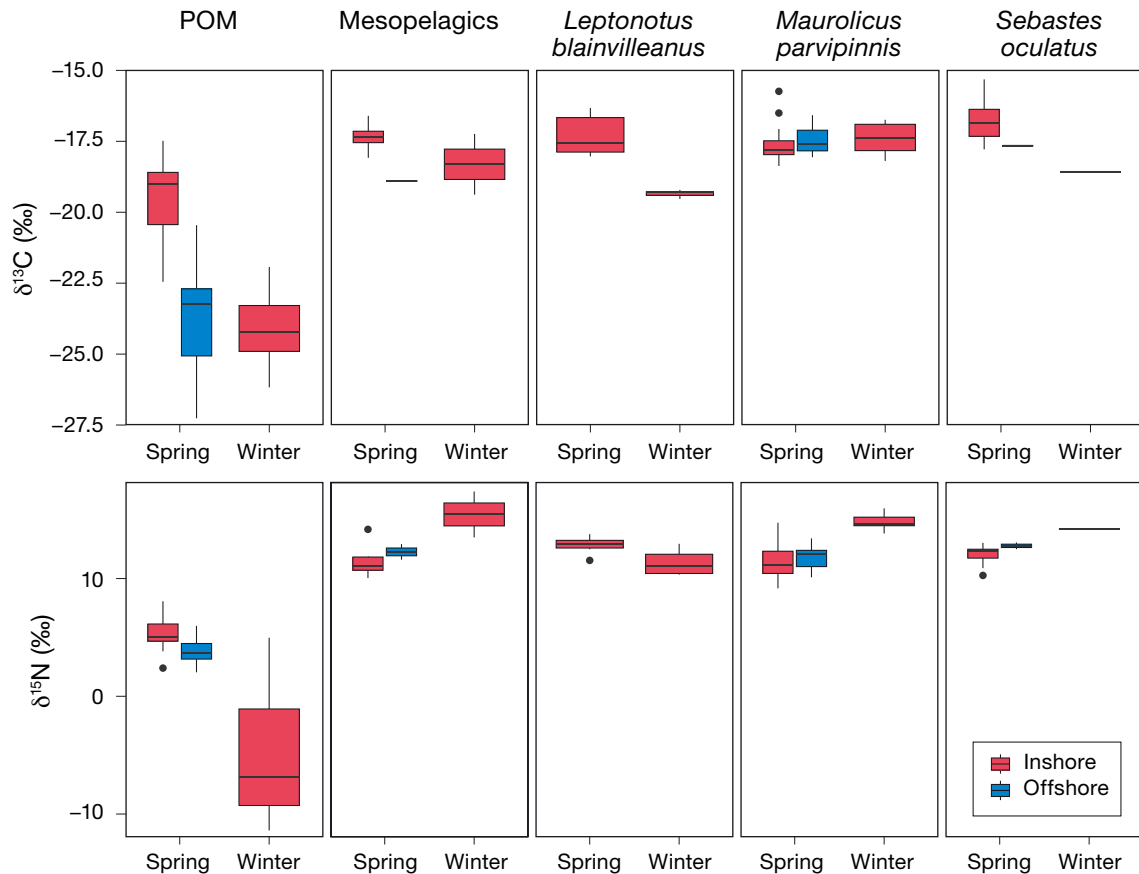 POM
Mesopelagics
Leptonotus
blainvilleanus
Maurolicus
parvipinnis
Sebastes
oculatus
δ¹³C (‰)
−15.0
−17.5
−20.0
−22.5
−25.0
−27.5
Spring Winter
Spring Winter
Spring Winter
Spring Winter
Spring Winter
δ¹⁵N (‰)
10
0
−10
Inshore
Offshore
Spring Winter
Spring Winter
Spring Winter
Spring Winter
Spring Winter